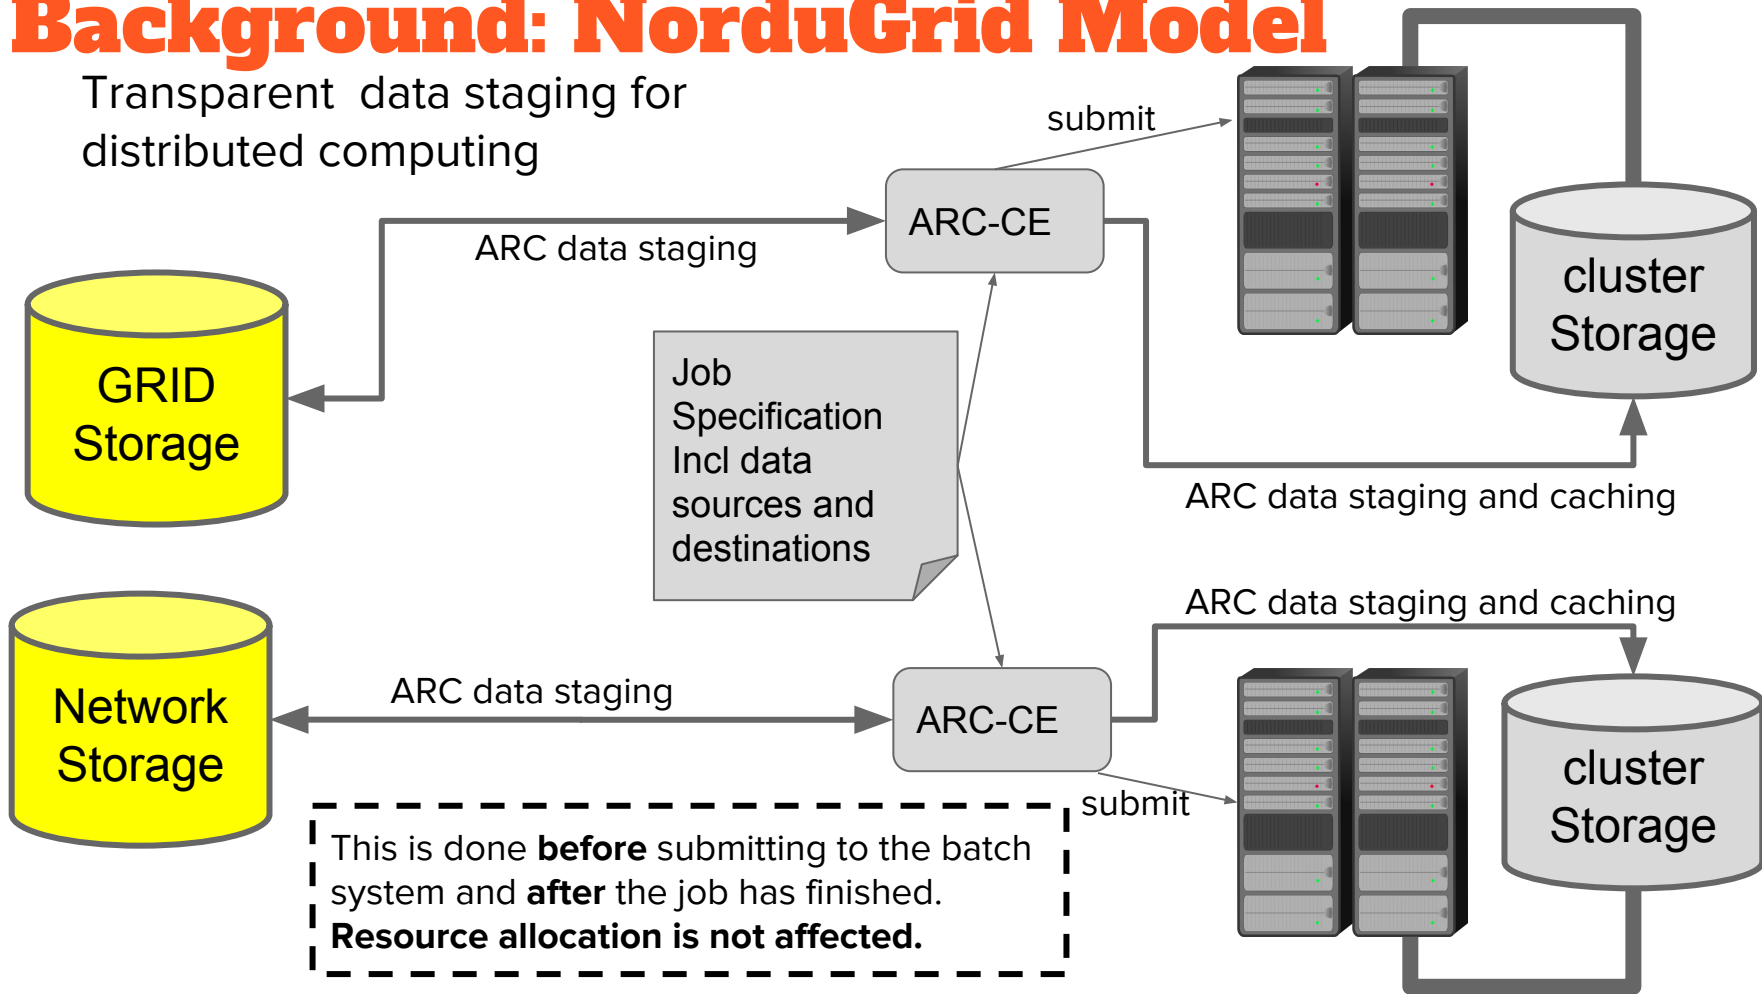 Background: NorduGrid Model
Transparent data staging for
distributed computing
submit
ARC-CE
ARC data staging
cluster
Storage
GRID
Storage
Job
Specification
Incl data
sources and
destinations
ARC data staging and caching
ARC data staging and caching
Network
Storage
ARC data staging
ARC-CE
cluster
Storage
submit
This is done before submitting to the batch
system and after the job has finished.
Resource allocation is not affected.